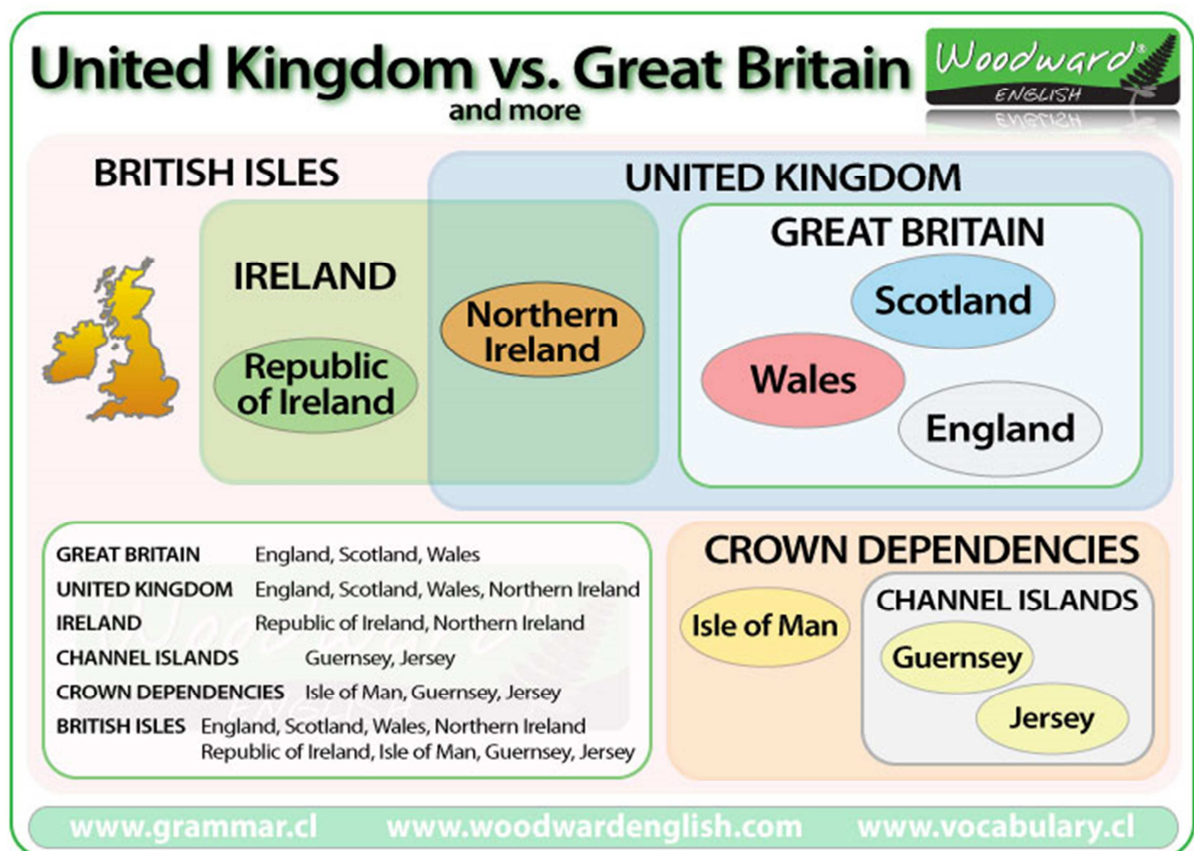 United Kingdom vs. Great Britain
and more
Woodward®
ENGLISH
BRITISH ISLES
UNITED KINGDOM
GREAT BRITAIN
IRELAND
Scotland
Northern
Ireland
Republic
of Ireland
Wales
England
GREAT BRITAIN England, Scotland, Wales
UNITED KINGDOM England, Scotland, Wales, Northern Ireland
IRELAND Republic of Ireland, Northern Ireland
CHANNEL ISLANDS Guernsey, Jersey
CROWN DEPENDENCIES Isle of Man, Guernsey, Jersey
BRITISH ISLES England, Scotland, Wales, Northern Ireland
Republic of Ireland, Isle of Man, Guernsey, Jersey
CROWN DEPENDENCIES
Isle of Man
CHANNEL ISLANDS
Guernsey
Jersey
www.grammar.cl www.woodwardenglish.com www.vocabulary.cl